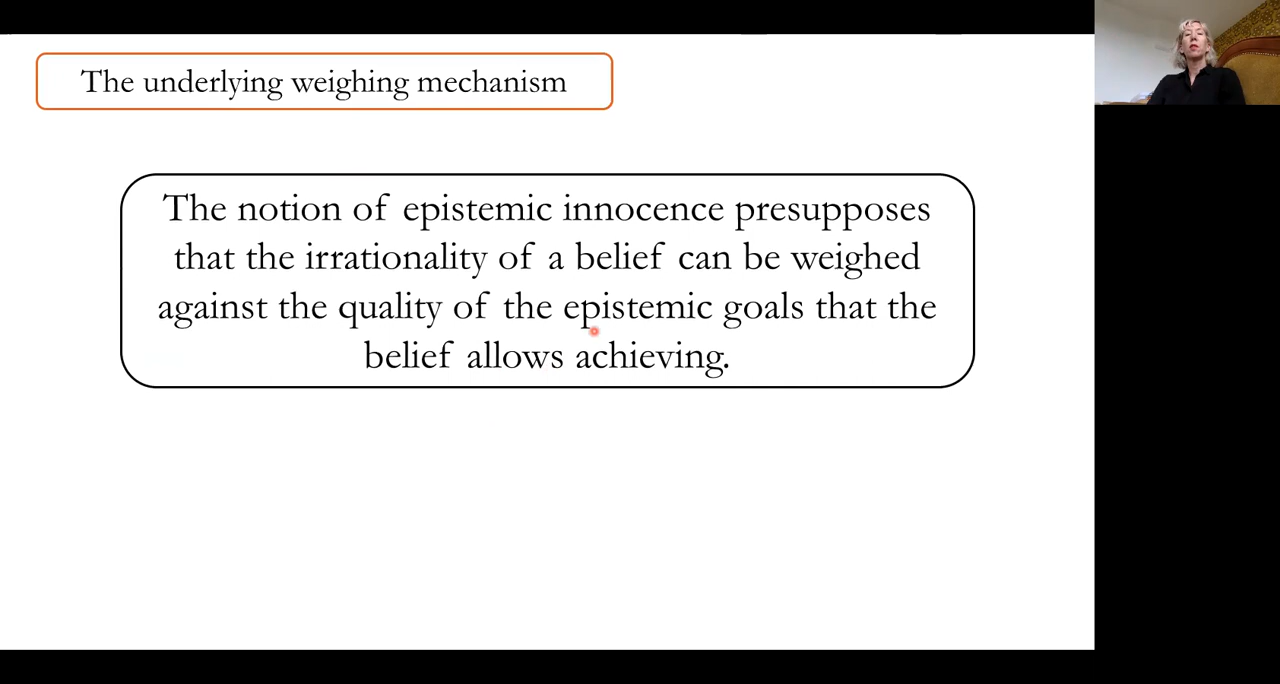 The underlying weighing mechanism
The notion of epistemic innocence presupposes
that the irrationality of a belief can be weighed
against the quality of the epistemic goals that the
belief allows achieving.